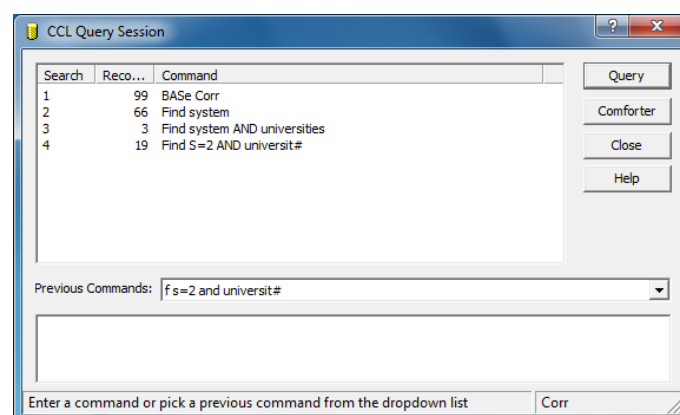 CCL Query Session
Search Reco... Command
1 99 BASe Corr
2 66 Find system
3 3 Find system AND universities
4 19 Find S=2 AND universit#
Query
Comforter
Close
Help
Previous Commands: f s=2 and universit#
Enter a command or pick a previous command from the dropdown list Corr